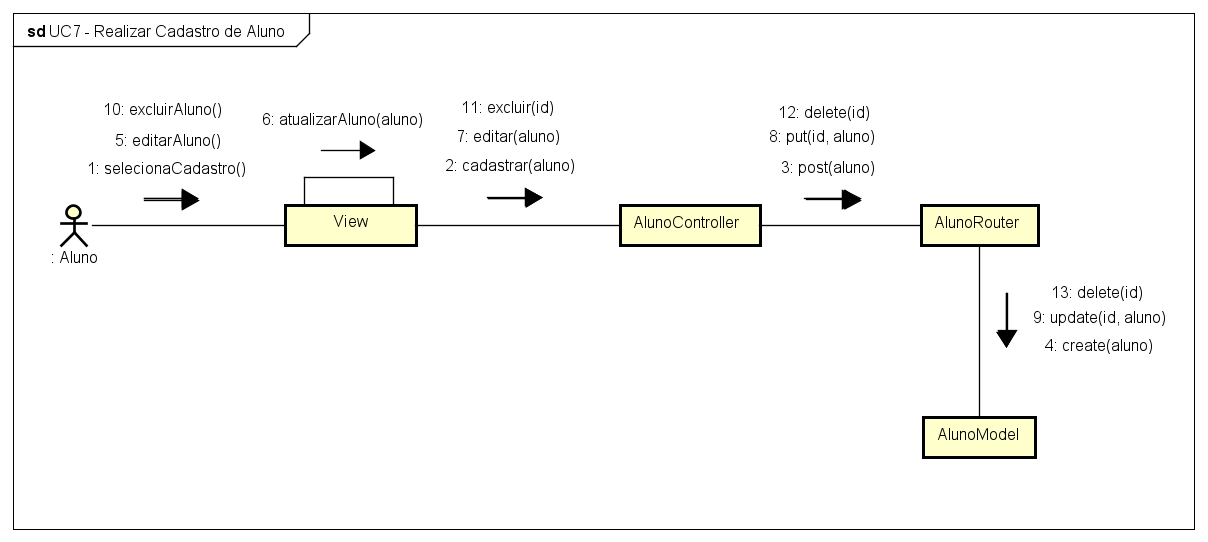 sd UC7 - Realizar Cadastro de Aluno
10: excluirAluno()
5: editarAluno()
1: selecionaCadastro()
6: atualizarAluno(aluno)
11: excluir(id)
7: editar(aluno)
2: cadastrar(aluno)
12: delete(id)
8: put(id, aluno)
3: post(aluno)
: Aluno
View
AlunoController
AlunoRouter
13: delete(id)
9: update(id, aluno)
4: create(aluno)
AlunoModel